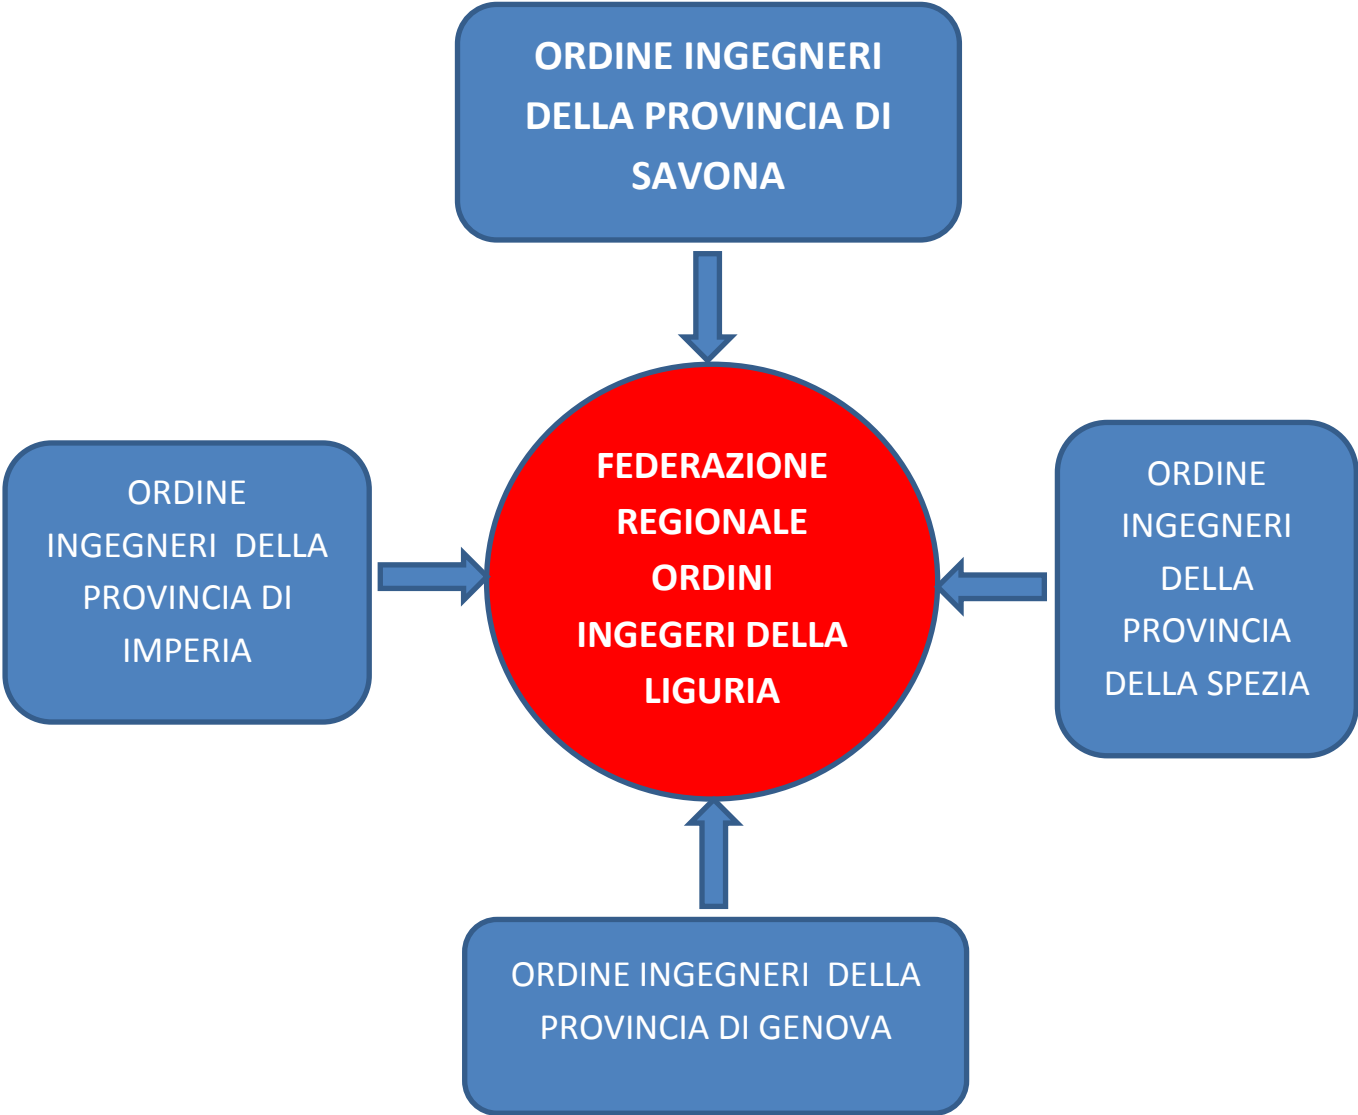 ORDINE INGEGNERI
DELLA PROVINCIA DI
SAVONA
ORDINE
INGEGNERI  DELLA
PROVINCIA DI
IMPERIA
FEDERAZIONE
REGIONALE
ORDINI
INGEGERI DELLA
LIGURIA
ORDINE
INGEGNERI
DELLA
PROVINCIA
DELLA SPEZIA
ORDINE INGEGNERI  DELLA
PROVINCIA DI GENOVA